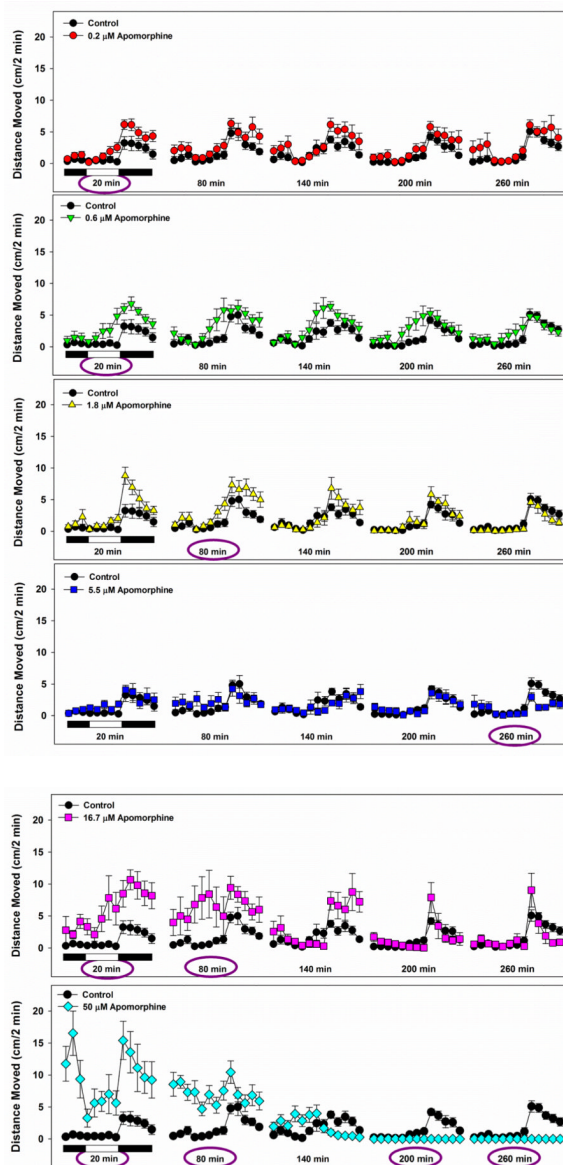 Distance Moved (cm/2 min)
20
15
10
5
0
Control
0.2 µM Apomorphine
20 min
80 min
140 min
200 min
260 min
Distance Moved (cm/2 min)
20
15
10
5
0
Control
0.6 µM Apomorphine
20 min
80 min
140 min
200 min
260 min
Distance Moved (cm/2 min)
20
15
10
5
0
Control
1.8 µM Apomorphine
20 min
80 min
140 min
200 min
260 min
Distance Moved (cm/2 min)
20
15
10
5
0
Control
5.5 µM Apomorphine
20 min
80 min
140 min
200 min
260 min
Distance Moved (cm/2 min)
20
15
10
5
0
Control
16.7 µM Apomorphine
20 min
80 min
140 min
200 min
260 min
Distance Moved (cm/2 min)
20
15
10
5
0
Control
50 µM Apomorphine
20 min
80 min
140 min
200 min
260 min